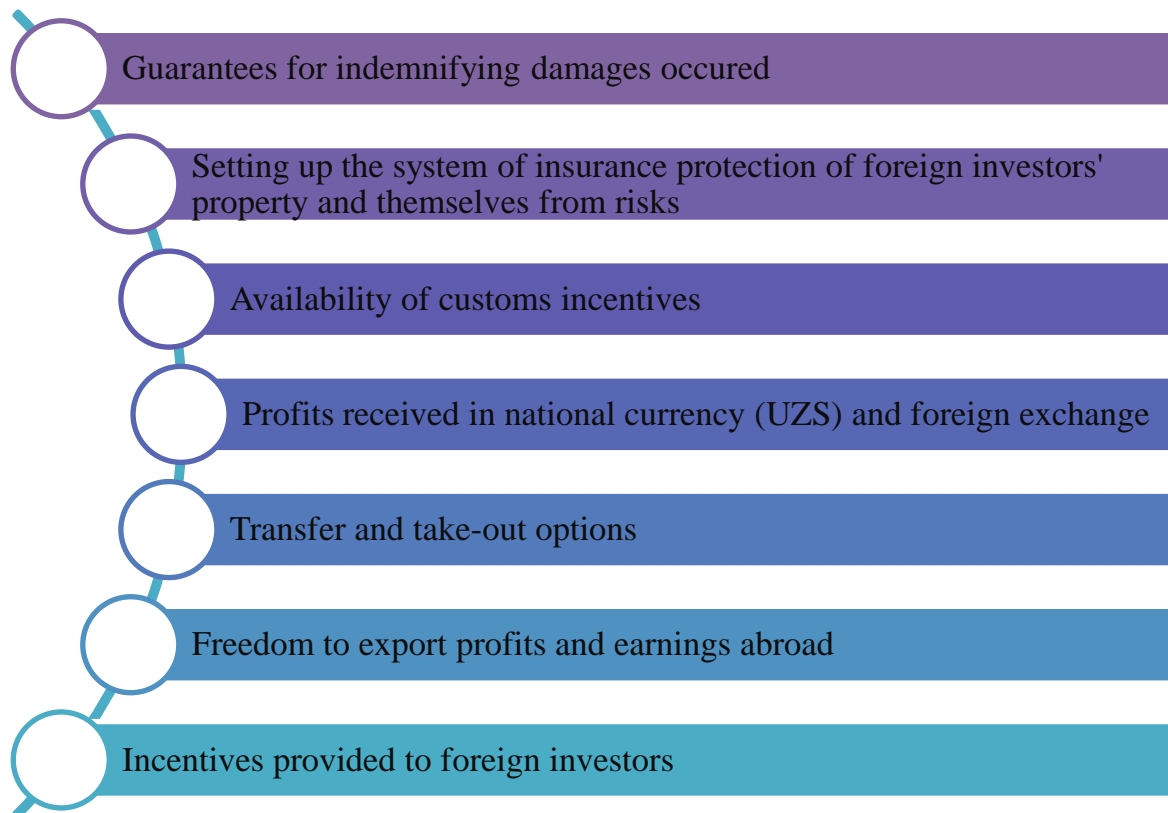 Guarantees for indemnifying damages occured
Setting up the system of insurance protection of foreign investors'
property and themselves from risks
Availability of customs incentives
Profits received in national currency (UZS) and foreign exchange
Transfer and take-out options
Freedom to export profits and earnings abroad
Incentives provided to foreign investors